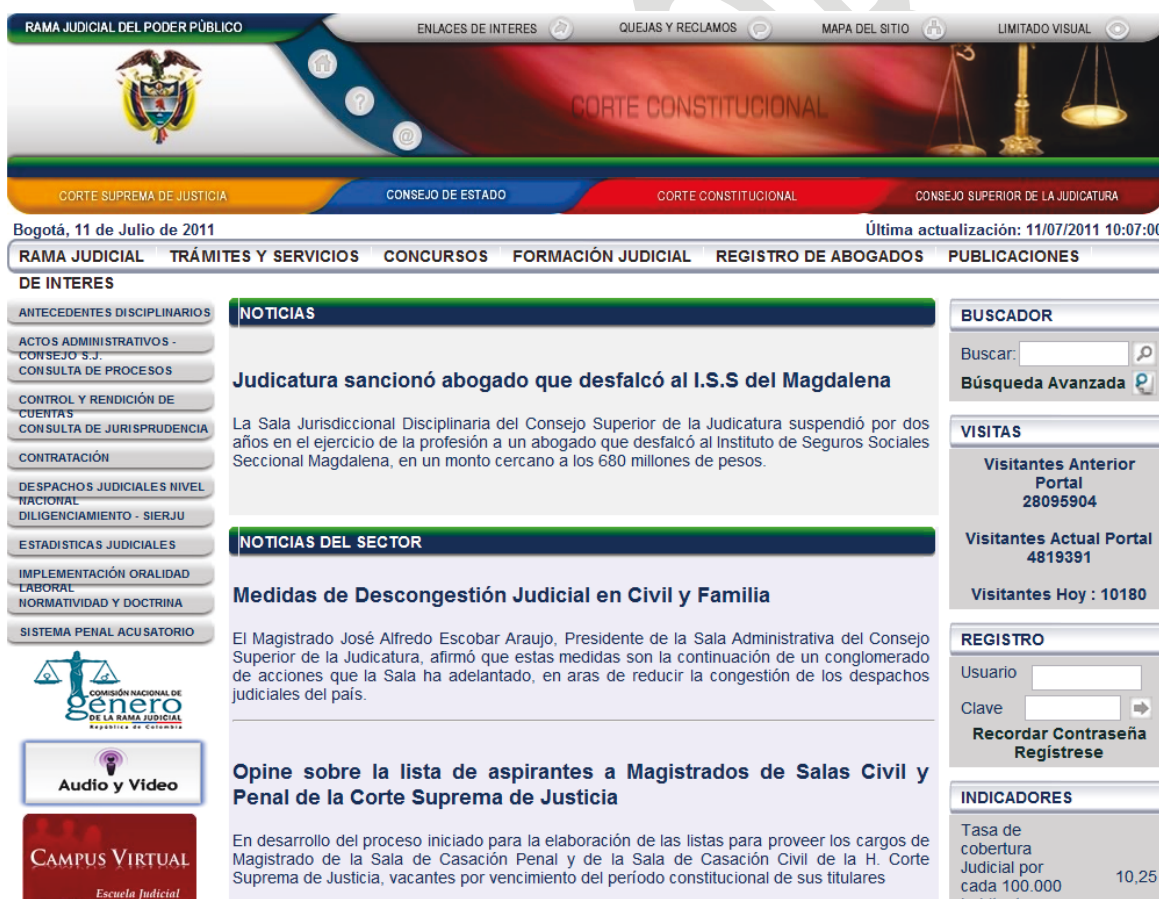 RAMA JUDICIAL DEL PODER PÙBLICO
ENLACES DE INTERES
QUEJAS Y RECLAMOS
MAPA DEL SITIO
LIMITADO VISUAL
CORTE CONSTITUCIONAL
CORTE SUPREMA DE JUSTICIA
CONSEJO DE ESTADO
CORTE CONSTITUCIONAL
CONSEJO SUPERIOR DE LA JUDICATURA
Bogotá, 11 de Julio de 2011
Última actualización: 11/07/2011 10:07:00
RAMA JUDICIAL TRÁMITES Y SERVICIOS CONCURSOS FORMACIÓN JUDICIAL REGISTRO DE ABOGADOS PUBLICACIONES
DE INTERES
ANTECEDENTES DISCIPLINARIOS
ACTOS ADMINISTRATIVOS -
CONSEJO S.J.
CONSULTA DE PROCESOS
CONTROL Y RENDICIÓN DE
CUENTAS
CONSULTA DE JURISPRUDENCIA
CONTRATACIÓN
DESPACHOS JUDICIALES NIVEL
NACIONAL
DILIGENCIAMIENTO - SIERJU
ESTADISTICAS JUDICIALES
IMPLEMENTACIÓN ORALIDAD
LABORAL
NORMATIVIDAD Y DOCTRINA
SISTEMA PENAL ACUSATORIO
COMISIÓN NACIONAL DE
género
DE LA RAMA JUDICIAL
República de Colombia
Audio y Video
CAMPUS VIRTUAL
Escuela Judicial
NOTICIAS
Judicatura sancionó abogado que desfalcó al I.S.S del Magdalena
La Sala Jurisdiccional Disciplinaria del Consejo Superior de la Judicatura suspendió por dos
años en el ejercicio de la profesión a un abogado que desfalcó al Instituto de Seguros Sociales
Seccional Magdalena, en un monto cercano a los 680 millones de pesos.
NOTICIAS DEL SECTOR
Medidas de Descongestión Judicial en Civil y Familia
El Magistrado José Alfredo Escobar Araujo, Presidente de la Sala Administrativa del Consejo
Superior de la Judicatura, afirmó que estas medidas son la continuación de un conglomerado
de acciones que la Sala ha adelantado, en aras de reducir la congestión de los despachos
judiciales del país.
Opine sobre la lista de aspirantes a Magistrados de Salas Civil y
Penal de la Corte Suprema de Justicia
En desarrollo del proceso iniciado para la elaboración de las listas para proveer los cargos de
Magistrado de la Sala de Casación Penal y de la Sala de Casación Civil de la H. Corte
Suprema de Justicia, vacantes por vencimiento del período constitucional de sus titulares
BUSCADOR
Buscar:
Búsqueda Avanzada
VISITAS
Visitantes Anterior
Portal
28095904
Visitantes Actual Portal
4819391
Visitantes Hoy : 10180
REGISTRO
Usuario
Clave
Recordar Contraseña
Regístrese
INDICADORES
Tasa de
cobertura
Judicial por
cada 100.000
10,25